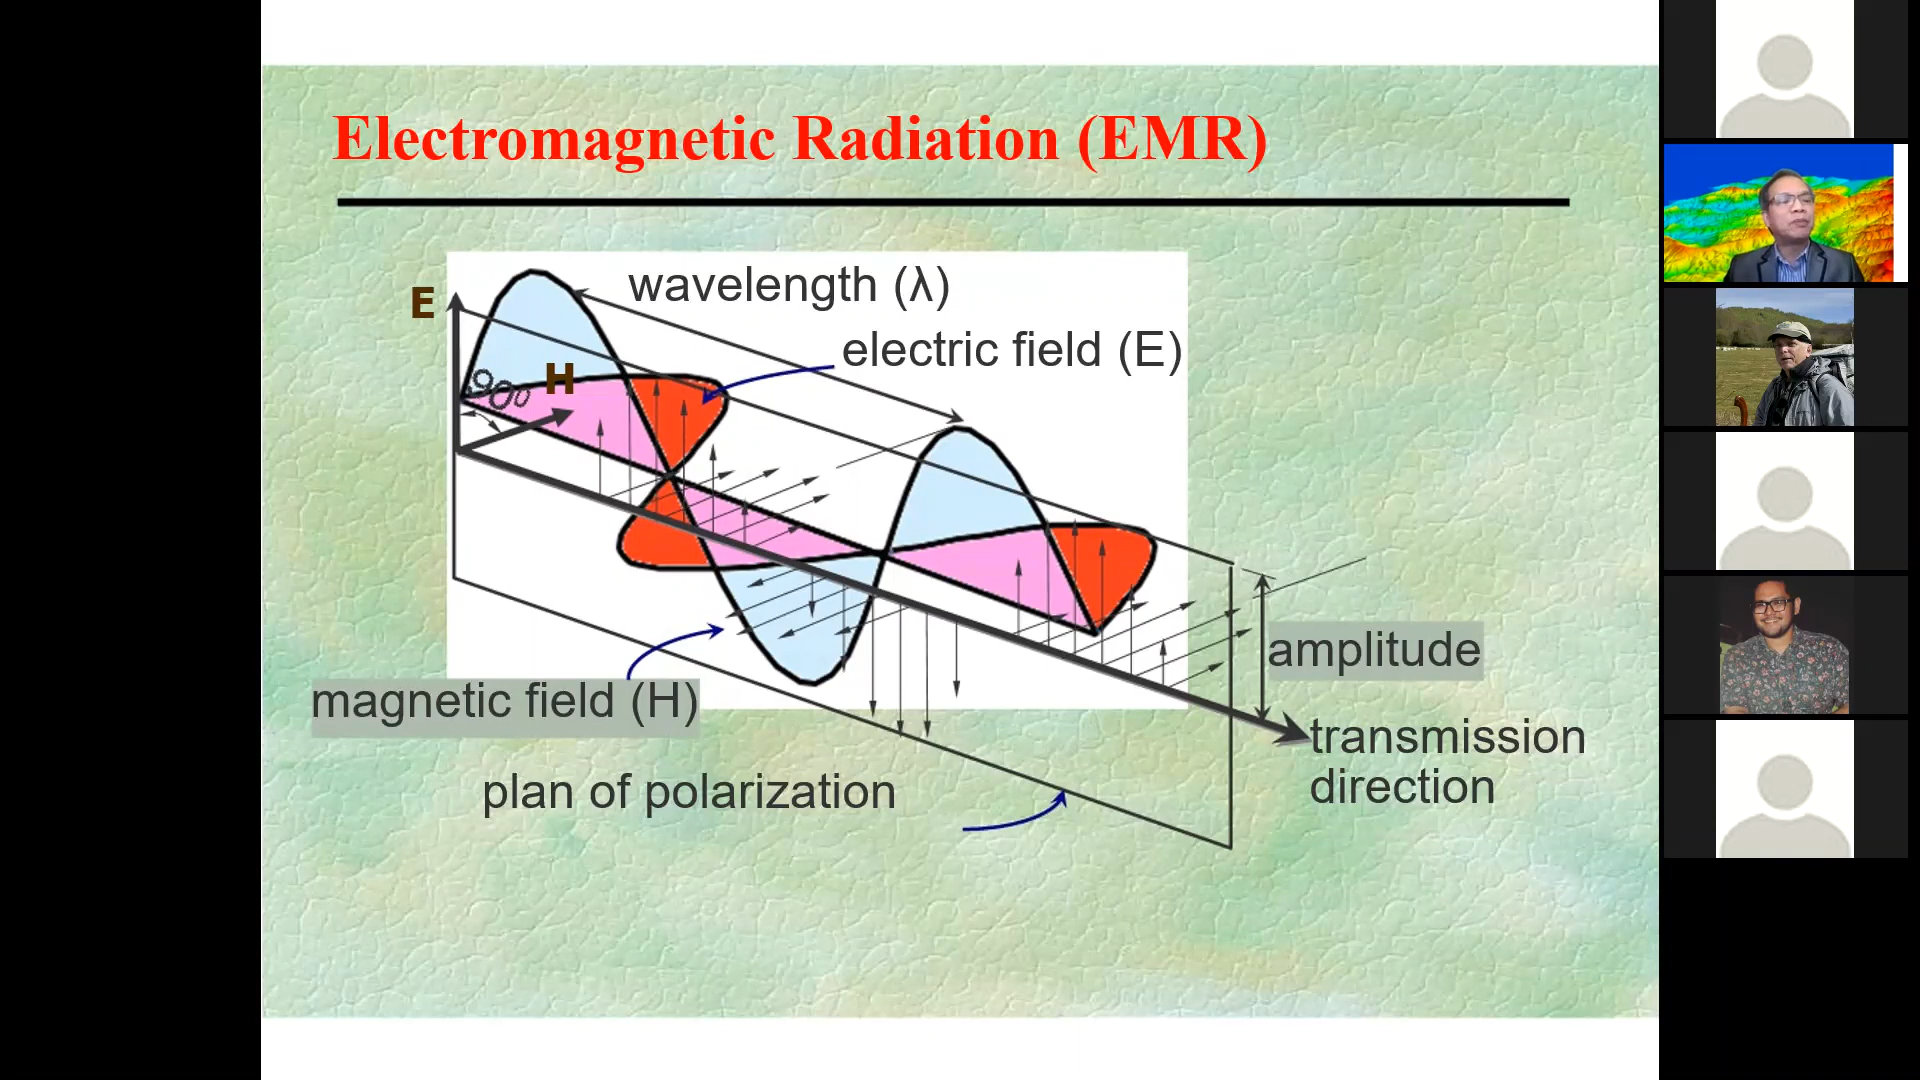 Electromagnetic Radiation (EMR)
E
wavelength (λ)
electric field (E)
H
90°
amplitude
magnetic field (H)
transmission
direction
plan of polarization